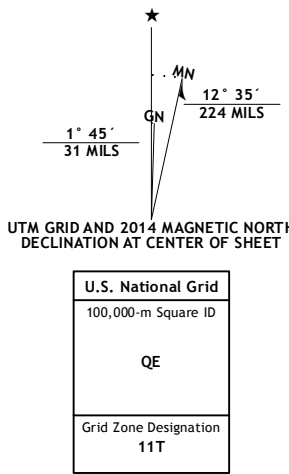 MN
GN
12° 35´
224 MILS
1° 45´
31 MILS
UTM GRID AND 2014 MAGNETIC NORTH
DECLINATION AT CENTER OF SHEET
U.S. National Grid
100,000-m Square ID
QE
Grid Zone Designation
11T